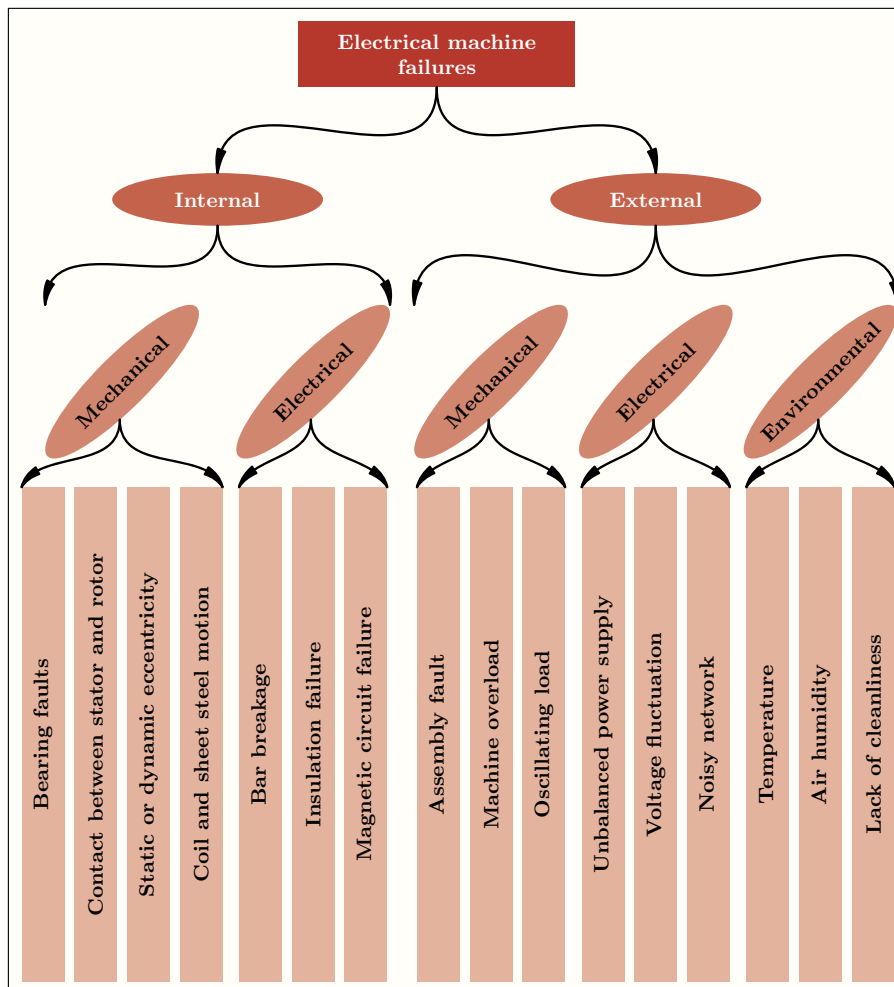 Electrical machine
failures
Internal
External
Mechanical
Electrical
Mechanical
Electrical
Environmental
Bearing faults
Contact between stator and rotor
Static or dynamic eccentricity
Coil and sheet steel motion
Bar breakage
Insulation failure
Magnetic circuit failure
Assembly fault
Machine overload
Oscillating load
Unbalanced power supply
Voltage fluctuation
Noisy network
Temperature
Air humidity
Lack of cleanliness